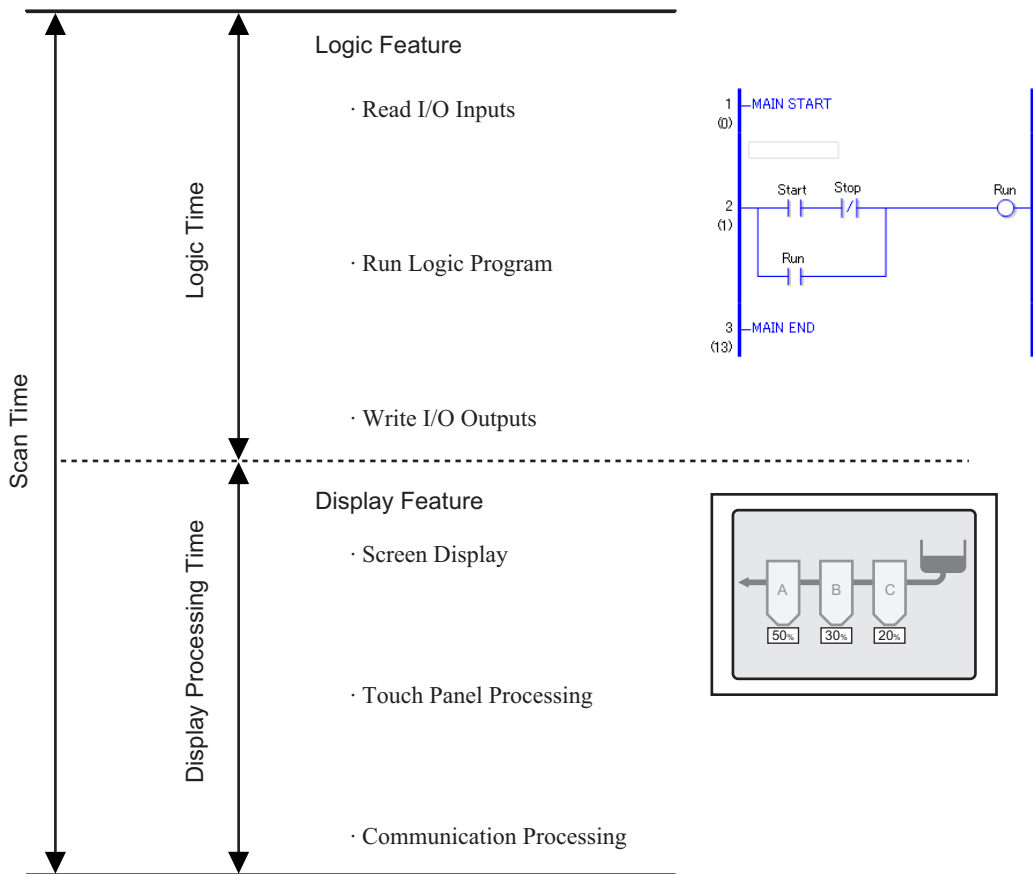 Scan Time
Logic Time
Logic Feature
· Read I/O Inputs
· Run Logic Program
· Write I/O Outputs
1
(0)
MAIN START
Start
Stop
Run
2
(1)
Run
3
(13)
MAIN END
Display Processing Time
Display Feature
· Screen Display
· Touch Panel Processing
· Communication Processing
A
B
C
50%
30%
20%